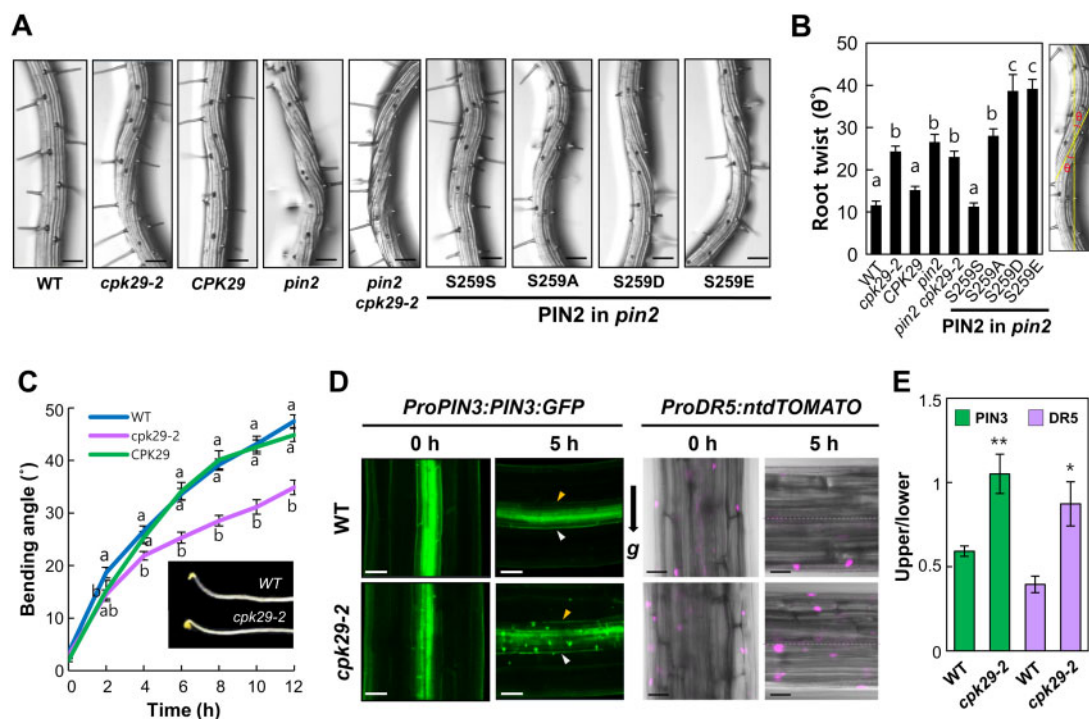 A
WT
cpk29-2
CPK29
pin2
pin2
cpk29-2
S259S
S259A
S259D
S259E
PIN2 in pin2
B
Root twist (θ°)
50
40
30
20
10
0
a
b
a
b
b
a
b
c
c
WT
cpk29-2
CPK29
pin2
pin2 cpk29-2
S259S
S259A
S259D
S259E
PIN2 in pin2
θ
θ
C
WT
cpk29-2
CPK29
Bending angle (°)
50
40
30
20
10
0
a
b
ab
a
a
b
a
a
b
a
a
b
a
a
b
a
a
b
WT
cpk29-2
0 2 4 6 8 10 12
Time (h)
D
ProPIN3:PIN3:GFP
ProDR5:ntdTOMATO
0 h
5 h
0 h
5 h
WT
g
cpk29-2
E
PIN3
DR5
Upper/lower
1.5
1
0.5
0
**
*
WT
cpk29-2
WT
cpk29-2